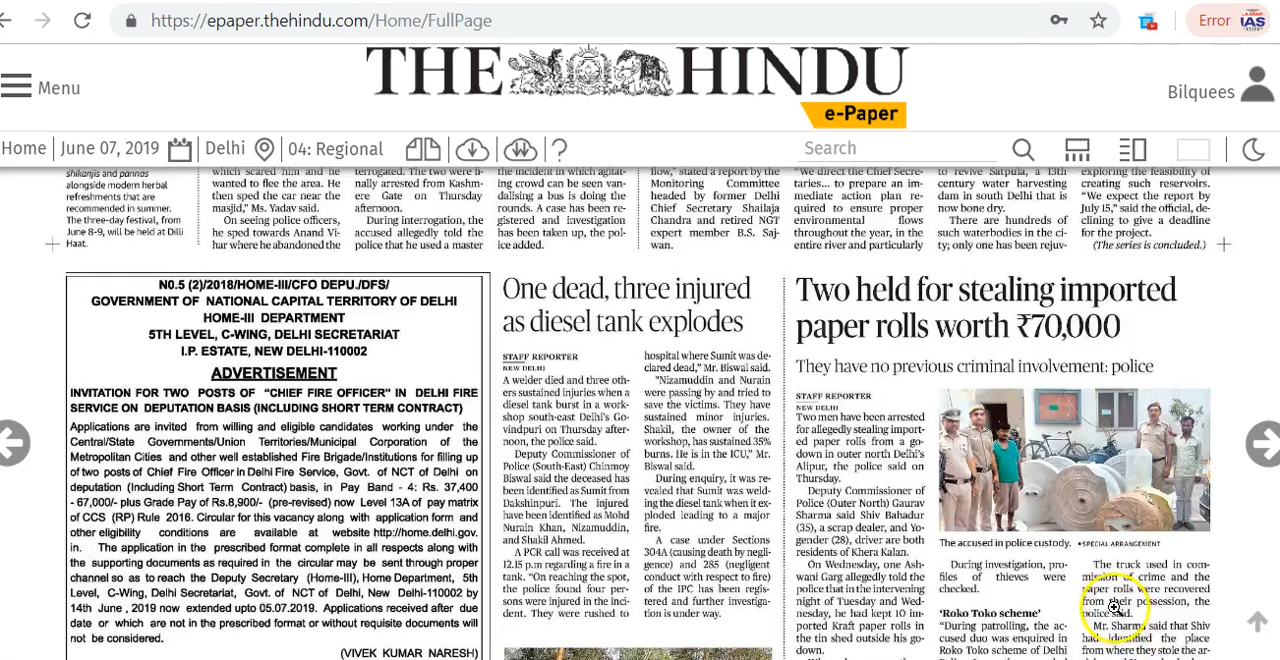 https://epaper.thehindu.com/Home/FullPage
Error
IAS
THE HINDU
e-Paper
Menu
Bilquees
Home
June 07, 2019
Delhi
04: Regional
?
Search
shikanjis and pannas
alongside modern herbal
refreshments that are
recommended in summer.
The three-day festival, from
June 8-9, will be held at Dilli
Haat.
which scared him and he
wanted to flee the area. He
then sped the car near the
masjid," Ms. Yadav said.
On seeing police officers,
he sped towards Anand Vi-
har where he abandoned the
terrogated. The two were fi-
nally arrested from Kashm-
ere Gate on Thursday
afternoon.
During interrogation, the
accused allegedly told the
police that he used a master
the incident in which agitat-
ing crowd can be seen van-
dalising a bus is doing the
rounds. A case has been re-
gistered and investigation
has been taken up, the pol-
ice added.
flow," stated a report by the
Monitoring Committee
headed by former Delhi
Chief Secretary Shailaja
Chandra and retired NGT
expert member B.S. Saj-
wan.
"We direct the Chief Secre-
taries... to prepare an im-
mediate action plan re-
quired to ensure proper
environmental flows
throughout the year, in the
entire river and particularly
to revive Satpula, a 13th
century water harvesting
dam in south Delhi that is
now bone dry.
There are hundreds of
such waterbodies in the ci-
ty; only one has been rejuv-
exploring the feasibility of
creating such reservoirs.
"We expect the report by
July 15," said the official, de-
clining to give a deadline
for the project.
(The series is concluded.)
N0.5 (2)/2018/HOME-III/CFO DEPU./DFS/
GOVERNMENT OF NATIONAL CAPITAL TERRITORY OF DELHI
HOME-III DEPARTMENT
5TH LEVEL, C-WING, DELHI SECRETARIAT
I.P. ESTATE, NEW DELHI-110002
ADVERTISEMENT
INVITATION FOR TWO POSTS OF "CHIEF FIRE OFFICER" IN DELHI FIRE
SERVICE ON DEPUTATION BASIS (INCLUDING SHORT TERM CONTRACT)
Applications are invited from willing and eligible candidates working under the
Central/State Governments/Union Territories/Municipal Corporation of the
Metropolitan Cities and other well established Fire Brigade/Institutions for filling up
of two posts of Chief Fire Officer in Delhi Fire Service, Govt. of NCT of Delhi on
deputation (Including Short Term Contract) basis, in Pay Band - 4: Rs. 37,400
- 67,000/- plus Grade Pay of Rs.8,900/- (pre-revised) now Level 13A of pay matrix
of CCS (RP) Rule 2016. Circular for this vacancy along with application form and
other eligibility conditions are available at website http://home.delhi.gov.
in. The application in the prescribed format complete in all respects along with
the supporting documents as required in the circular may be sent through proper
channel so as to reach the Deputy Secretary (Home-III), Home Department, 5th
Level, C-Wing, Delhi Secretariat, Govt. of NCT of Delhi, New Delhi-110002 by
14th June , 2019 now extended upto 05.07.2019. Applications received after due
date or which are not in the prescribed format or without requisite documents will
not be considered.
(VIVEK KUMAR NARESH)
One dead, three injured
as diesel tank explodes
STAFF REPORTER
NEW DELHI
A welder died and three oth-
ers sustained injuries when a
diesel tank burst in a work-
shop south-east Delhi's Go-
vindpuri on Thursday after-
noon, the police said.
Deputy Commissioner of
Police (South-East) Chinmoy
Biswal said the deceased has
been identified as Sumit from
Dakshinpuri. The injured
have been identified as Mohd
Nurain Khan, Nizamuddin,
and Shakil Ahmed.
A PCR call was received at
12.15 p.m regarding a fire in a
tank. "On reaching the spot,
the police found four per-
sons were injured in the inci-
dent. They were rushed to
hospital where Sumit was de-
clared dead," Mr. Biswal said.
"Nizamuddin and Nurain
were passing by and tried to
save the victims. They have
sustained minor injuries.
Shakil, the owner of the
workshop, has sustained 35%
burns. He is in the ICU," Mr.
Biswal said.
During enquiry, it was re-
vealed that Sumit was weld-
ing the diesel tank when it ex-
ploded leading to a major
fire.
A case under Sections
304A (causing death by negli-
gence) and 285 (negligent
conduct with respect to fire)
of the IPC has been regis-
tered and further investiga-
tion is under way.
Two held for stealing imported
paper rolls worth ₹70,000
They have no previous criminal involvement: police
STAFF REPORTER
NEW DELHI
Two men have been arrested
for allegedly stealing import-
ed paper rolls from a go-
down in outer north Delhi's
Alipur, the police said on
Thursday.
Deputy Commissioner of
Police (Outer North) Gaurav
Sharma said Shiv Bahadur
(35), a scrap dealer, and Yo-
gender (28), driver are both
residents of Khera Kalan.
On Wednesday, one Ash-
wani Garg allegedly told the
police that in the intervening
night of Tuesday and Wed-
nesday, he had kept 10 im-
ported Kraft paper rolls in
the tin shed outside his go-
down.
The accused in police custody. •SPECIAL ARRANGEMENT
During investigation, pro-
files of thieves were
checked.
'Roko Toko scheme'
"During patrolling, the ac-
cused duo was enquired in
Roko Toko scheme of Delhi
The truck used in com-
mission of crime and the
paper rolls were recovered
from their possession, the
police said.
Mr. Sharma said that Shiv
had identified the place
from where they stole the ar-